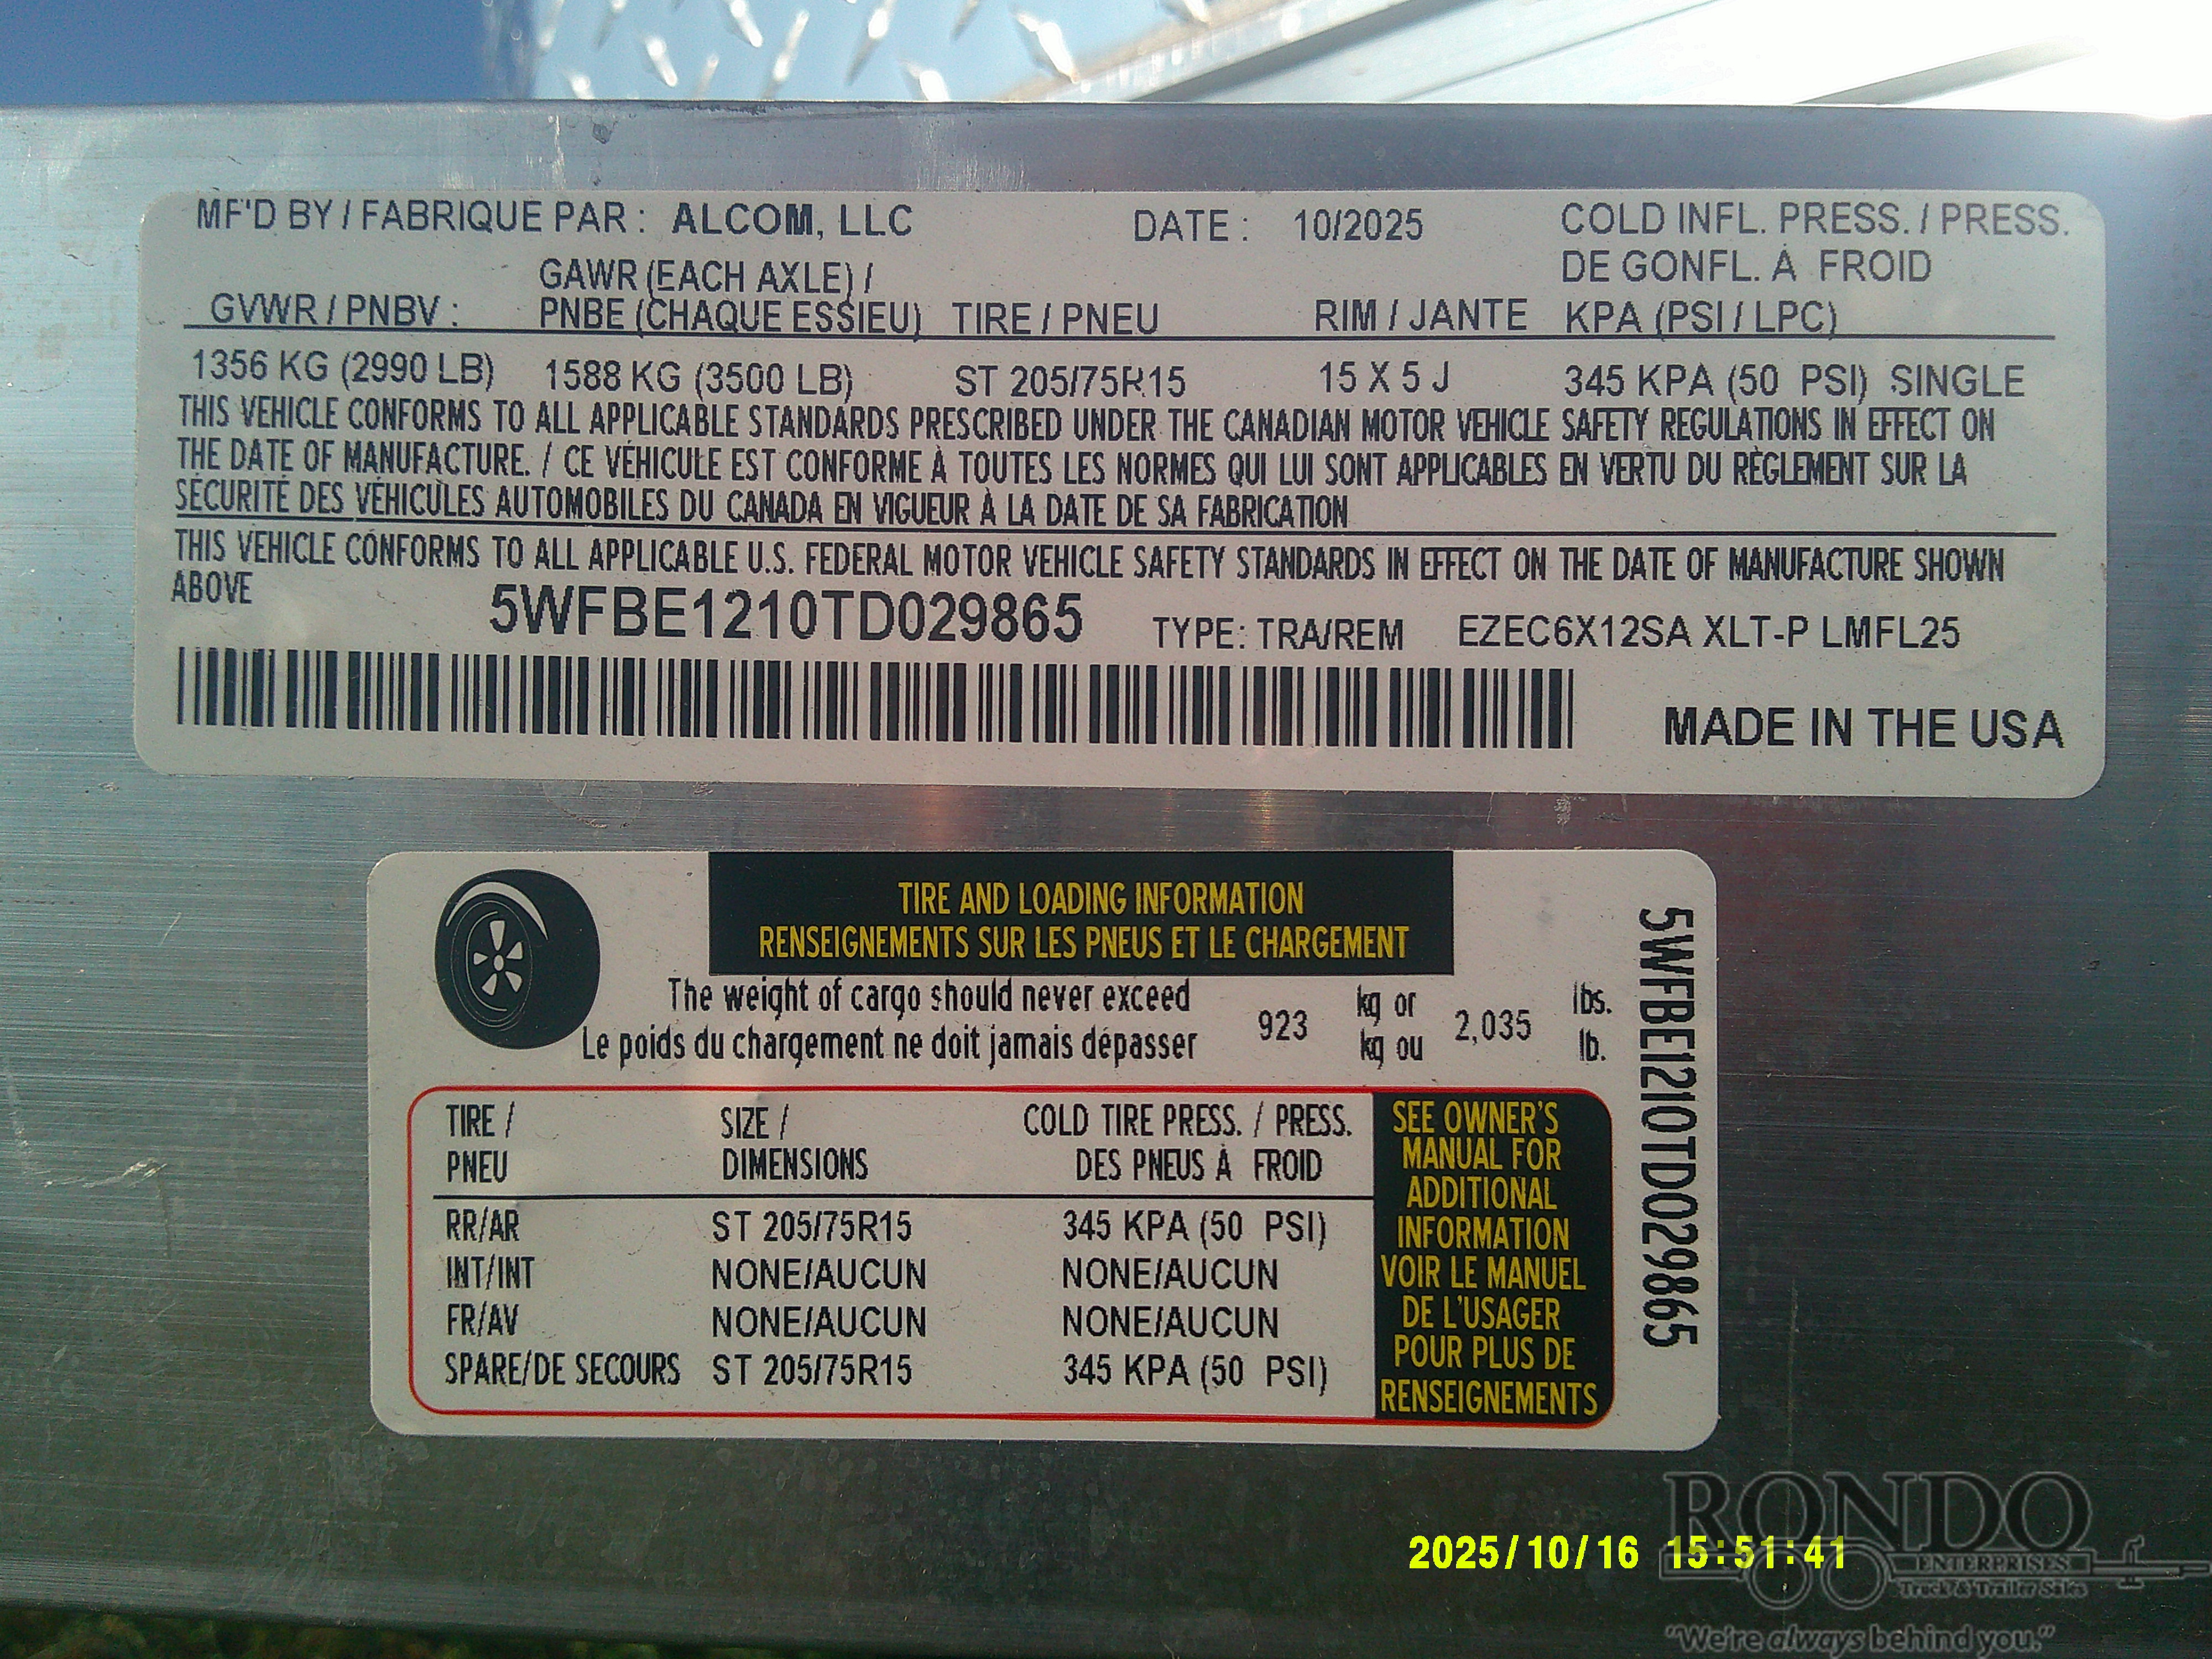 MF'D BY / FABRIQUE PAR : ALCOM, LLC DATE : 10/2025 COLD INFL. PRESS. / PRESS.
DE GONFL. À FROID
GAWR (EACH AXLE) /
GVWR / PNBV : PNBE (CHAQUE ESSIEU) TIRE / PNEU RIM / JANTE KPA (PSI / LPC)
1356 KG (2990 LB) 1588 KG (3500 LB) ST 205/75R15 15 X 5 J 345 KPA (50 PSI) SINGLE
THIS VEHICLE CONFORMS TO ALL APPLICABLE STANDARDS PRESCRIBED UNDER THE CANADIAN MOTOR VEHICLE SAFETY REGULATIONS IN EFFECT ON
THE DATE OF MANUFACTURE. / CE VÉHICULE EST CONFORME À TOUTES LES NORMES QUI LUI SONT APPLICABLES EN VERTU DU RÈGLEMENT SUR LA
SÉCURITÉ DES VÉHICULES AUTOMOBILES DU CANADA EN VIGUEUR À LA DATE DE SA FABRICATION
THIS VEHICLE CONFORMS TO ALL APPLICABLE U.S. FEDERAL MOTOR VEHICLE SAFETY STANDARDS IN EFFECT ON THE DATE OF MANUFACTURE SHOWN
ABOVE
5WFBE1210TD029865 TYPE: TRA/REM EZEC6X12SA XLT-P LMFL25
MADE IN THE USA
TIRE AND LOADING INFORMATION
RENSEIGNEMENTS SUR LES PNEUS ET LE CHARGEMENT
The weight of cargo should never exceed 923 kg or 2,035 lbs.
Le poids du chargement ne doit jamais dépasser kg ou lb.
TIRE / SIZE / COLD TIRE PRESS. / PRESS.
PNEU DIMENSIONS DES PNEUS À FROID
RR/AR ST 205/75R15 345 KPA (50 PSI)
INT/INT NONE/AUCUN NONE/AUCUN
FR/AV NONE/AUCUN NONE/AUCUN
SPARE/DE SECOURS ST 205/75R15 345 KPA (50 PSI)
SEE OWNER'S
MANUAL FOR
ADDITIONAL
INFORMATION
VOIR LE MANUEL
DE L'USAGER
POUR PLUS DE
RENSEIGNEMENTS
5WFBE1210TD029865
2025/10/16 15:51:41
RONDO
ENTERPRISES
Truck & Trailer Sales
"We're always behind you."